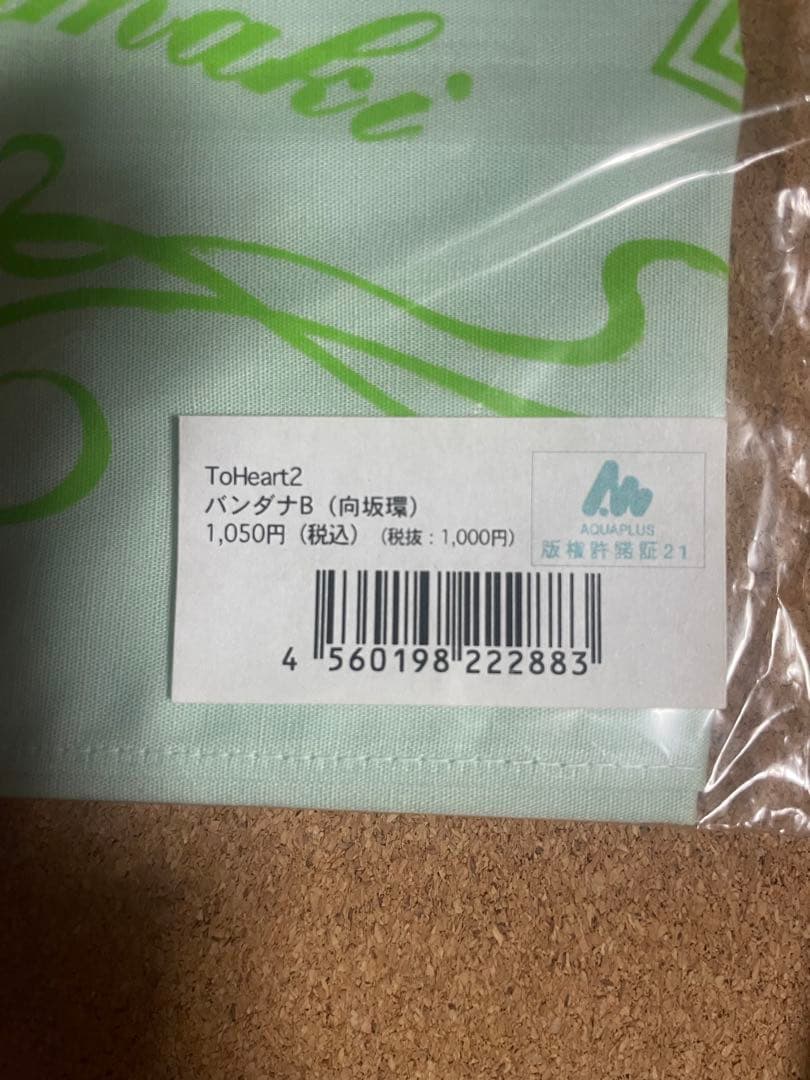 maki
ToHeart2
バンダナB（向坂環）
1,050円（税込）（税抜：1,000円）
AQUAPLUS
版権許諾証21
4 560198 222883